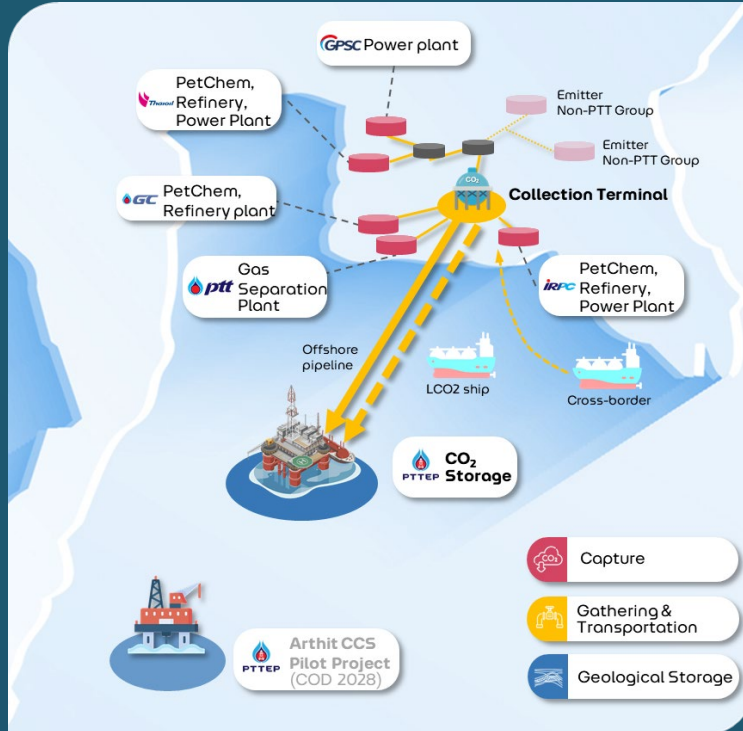 GPSC Power plant
Thaioil
PetChem,
Refinery,
Power Plant
Emitter
Non-PTT Group
Emitter
Non-PTT Group
CO₂
Collection Terminal
GC
PetChem,
Refinery plant
ptt
Gas
Separation
Plant
IRPC
PetChem,
Refinery,
Power Plant
Offshore
pipeline
LCO2 ship
Cross-border
PTTEP
CO₂
Storage
PTTEP
Arthit CCS
Pilot Project
(COD 2028)
CO₂
Capture
Gathering &
Transportation
Geological Storage